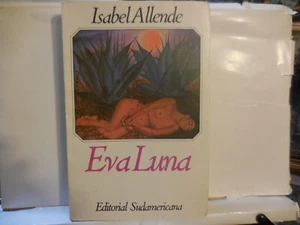 Isabel Allende
Eva Luna
Editorial Sudamericana